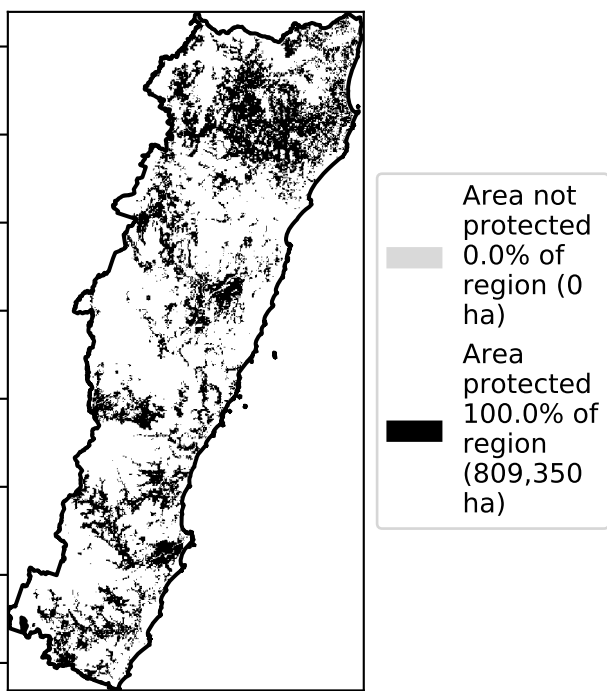 Area not
protected
0.0% of
region (0
ha)
Area
protected
100.0% of
region
(809,350
ha)